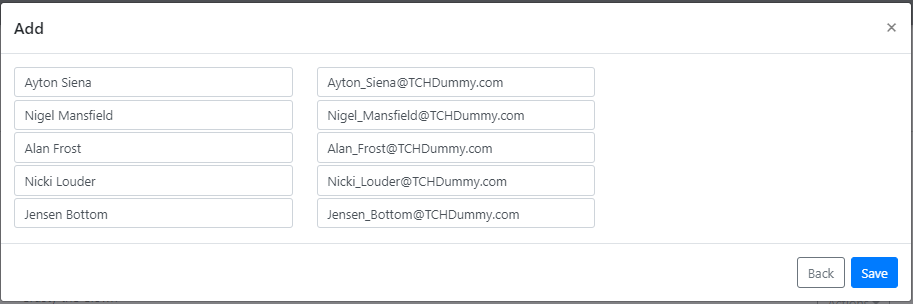 Add
×
Ayton Siena Ayton_Siena@TCHDummy.com
Nigel Mansfield Nigel_Mansfield@TCHDummy.com
Alan Frost Alan_Frost@TCHDummy.com
Nicki Louder Nicki_Louder@TCHDummy.com
Jensen Bottom Jensen_Bottom@TCHDummy.com
Back Save